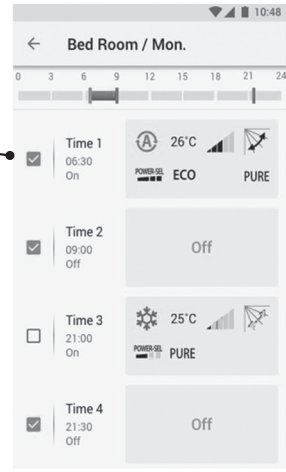 10:48
Bed Room / Mon.
0 3 6 9 12 15 18 21 24
Time 1
06:30
On
A 26°C
POWER-SEL ECO PURE
Time 2
09:00
Off
Off
Time 3
21:00
On
25°C
POWER-SEL PURE
Time 4
21:30
Off
Off